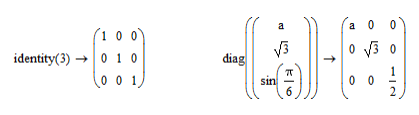 identity(3) → (1 0 0; 0 1 0; 0 0 1)
diag((a; √3; sin(π/6))) → (a 0 0; 0 √3 0; 0 0 1/2)